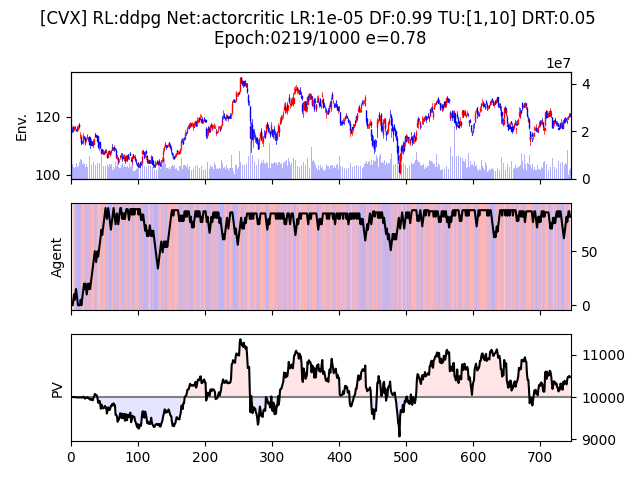 [CVX] RL:ddpg Net:actorcritic LR:1e-05 DF:0.99 TU:[1,10] DRT:0.05
Epoch:0219/1000 e=0.78
1e7
Env.
120
100
4
2
0
Agent
50
0
PV
11000
10000
9000
0 100 200 300 400 500 600 700